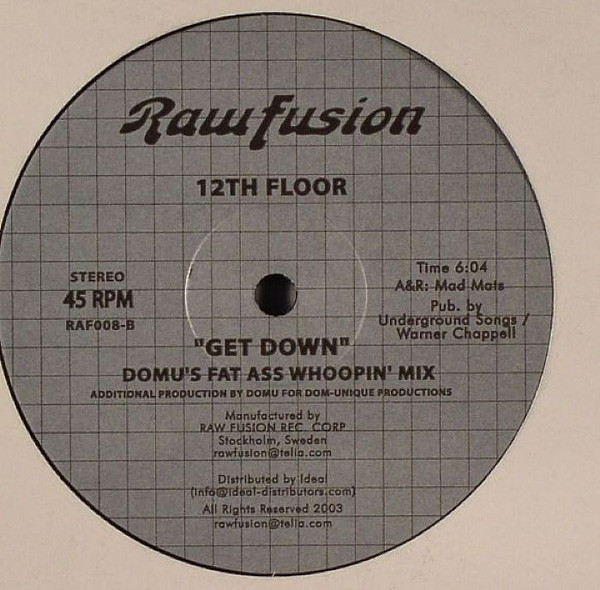 Raw fusion
12TH FLOOR
STEREO
45 RPM
RAF008-B
Time 6:04
A&R: Mad Mats
Pub. by
Underground Songs /
Warner Chappell
"GET DOWN"
DOMU'S FAT ASS WHOOPIN' MIX
ADDITIONAL PRODUCTION BY DOMU FOR DOM-UNIQUE PRODUCTIONS
Manufactured by
RAW FUSION REC. CORP
Stockholm, Sweden
rawfusion@telia.com
Distributed by Ideal
(info@ideal-distributors.com)
All Rights Reserved 2003
rawfusion@telia.com